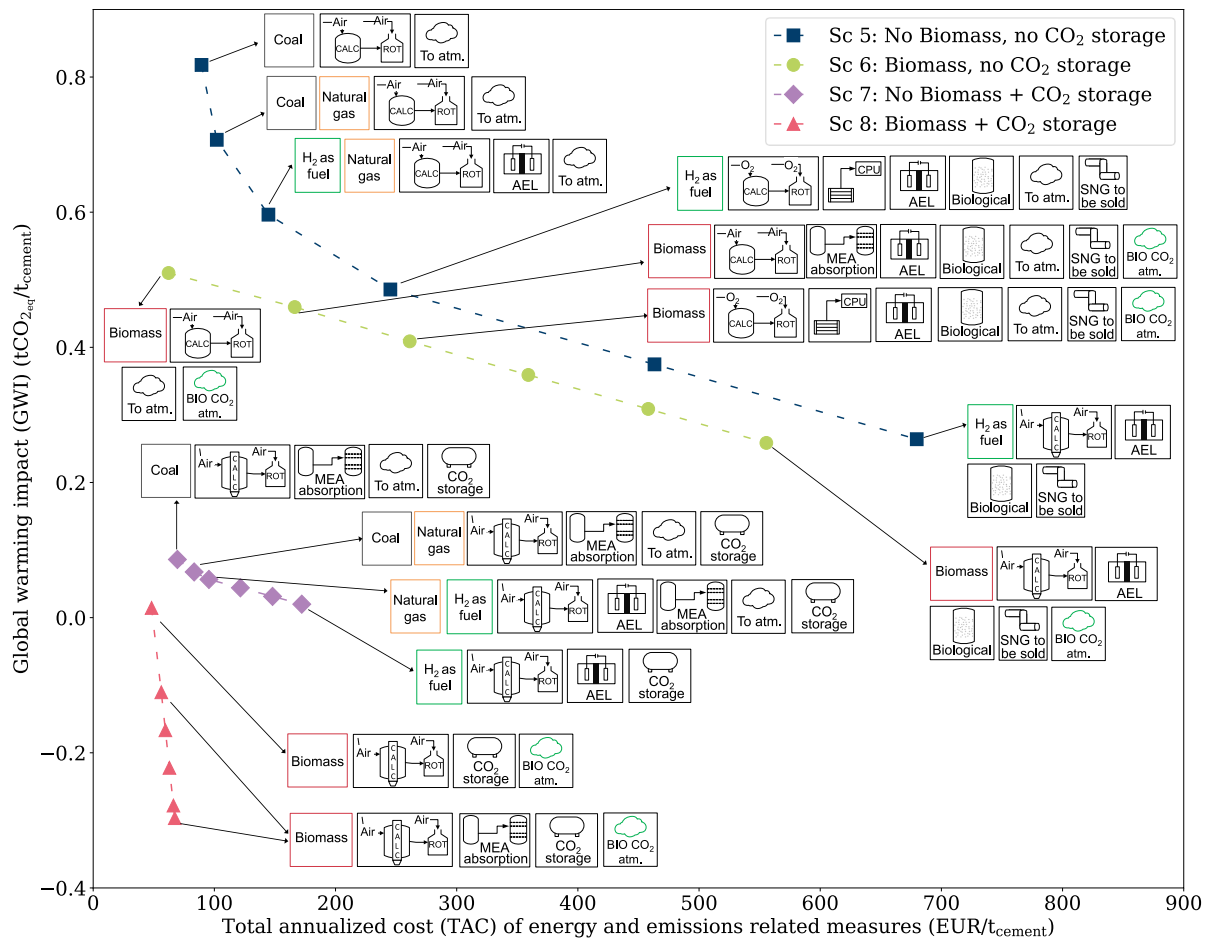 Global warming impact (GWI) (tCO2eq/tcement)
0.8
0.6
0.4
0.2
0.0
−0.2
−0.4
0 100 200 300 400 500 600 700 800 900
Total annualized cost (TAC) of energy and emissions related measures (EUR/tcement)
Sc 5: No Biomass, no CO2 storage
Sc 6: Biomass, no CO2 storage
Sc 7: No Biomass + CO2 storage
Sc 8: Biomass + CO2 storage
Coal Air Air CALC ROT To atm.
Coal Natural gas Air Air CALC ROT To atm.
H2 as fuel Natural gas Air Air CALC ROT AEL To atm.
H2 as fuel O2 O2 CALC ROT CPU AEL Biological To atm. SNG to be sold
Biomass Air Air CALC ROT MEA absorption AEL Biological To atm. SNG to be sold BIO CO2 atm.
Biomass O2 O2 CALC ROT CPU AEL Biological To atm. SNG to be sold BIO CO2 atm.
Biomass Air Air CALC ROT
To atm. BIO CO2 atm.
H2 as fuel Air Air CALC ROT AEL
Biological SNG to be sold
Coal Air Air CALC ROT MEA absorption To atm. CO2 storage
Coal Natural gas Air Air CALC ROT MEA absorption To atm. CO2 storage
Natural gas H2 as fuel Air Air CALC ROT AEL MEA absorption To atm. CO2 storage
Biomass Air Air CALC ROT AEL
Biological SNG to be sold BIO CO2 atm.
H2 as fuel Air Air CALC ROT AEL CO2 storage
Biomass Air Air CALC ROT CO2 storage BIO CO2 atm.
Biomass Air Air CALC ROT MEA absorption CO2 storage BIO CO2 atm.